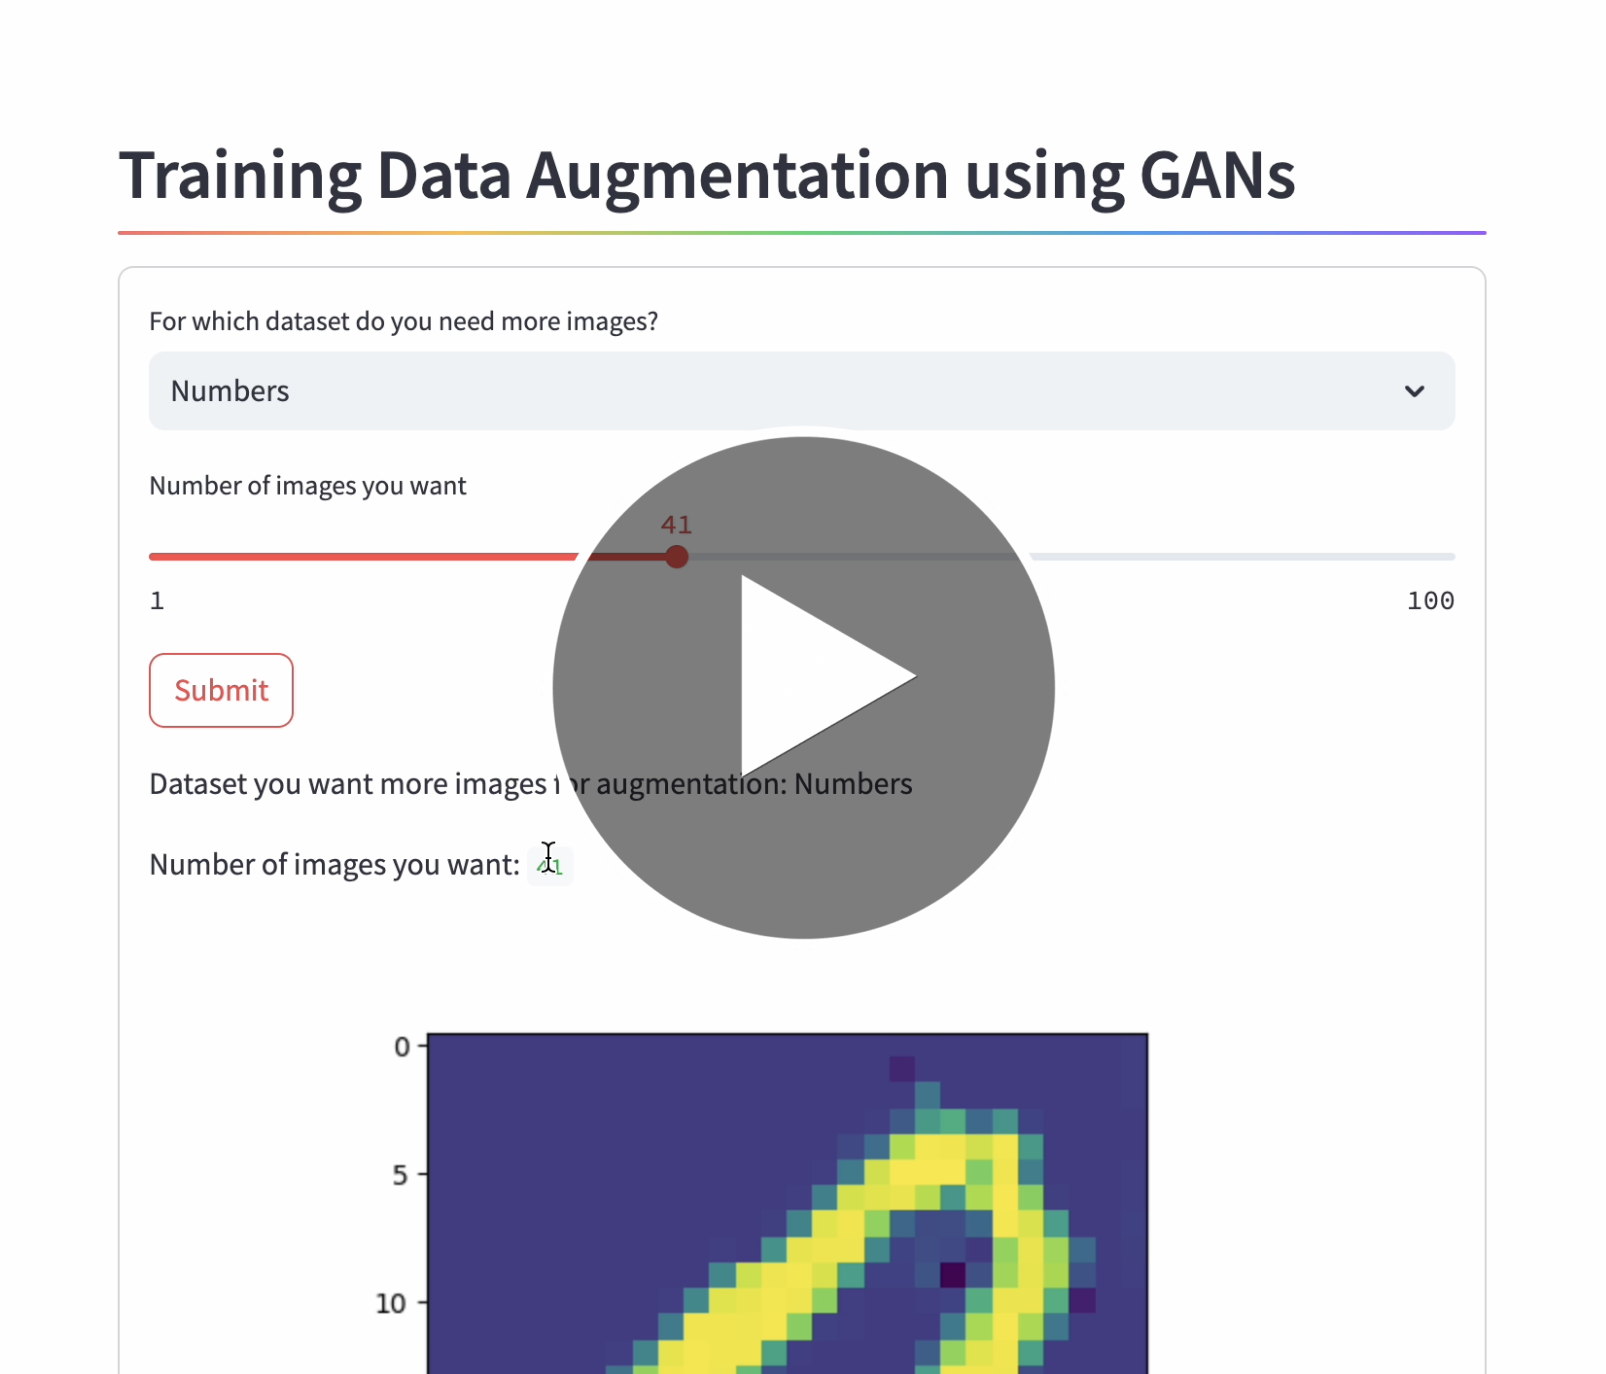 Training Data Augmentation using GANs
For which dataset do you need more images?
Numbers
Number of images you want
41
1
100
Submit
Dataset you want more images for augmentation: Numbers
Number of images you want: 41
0
5
10